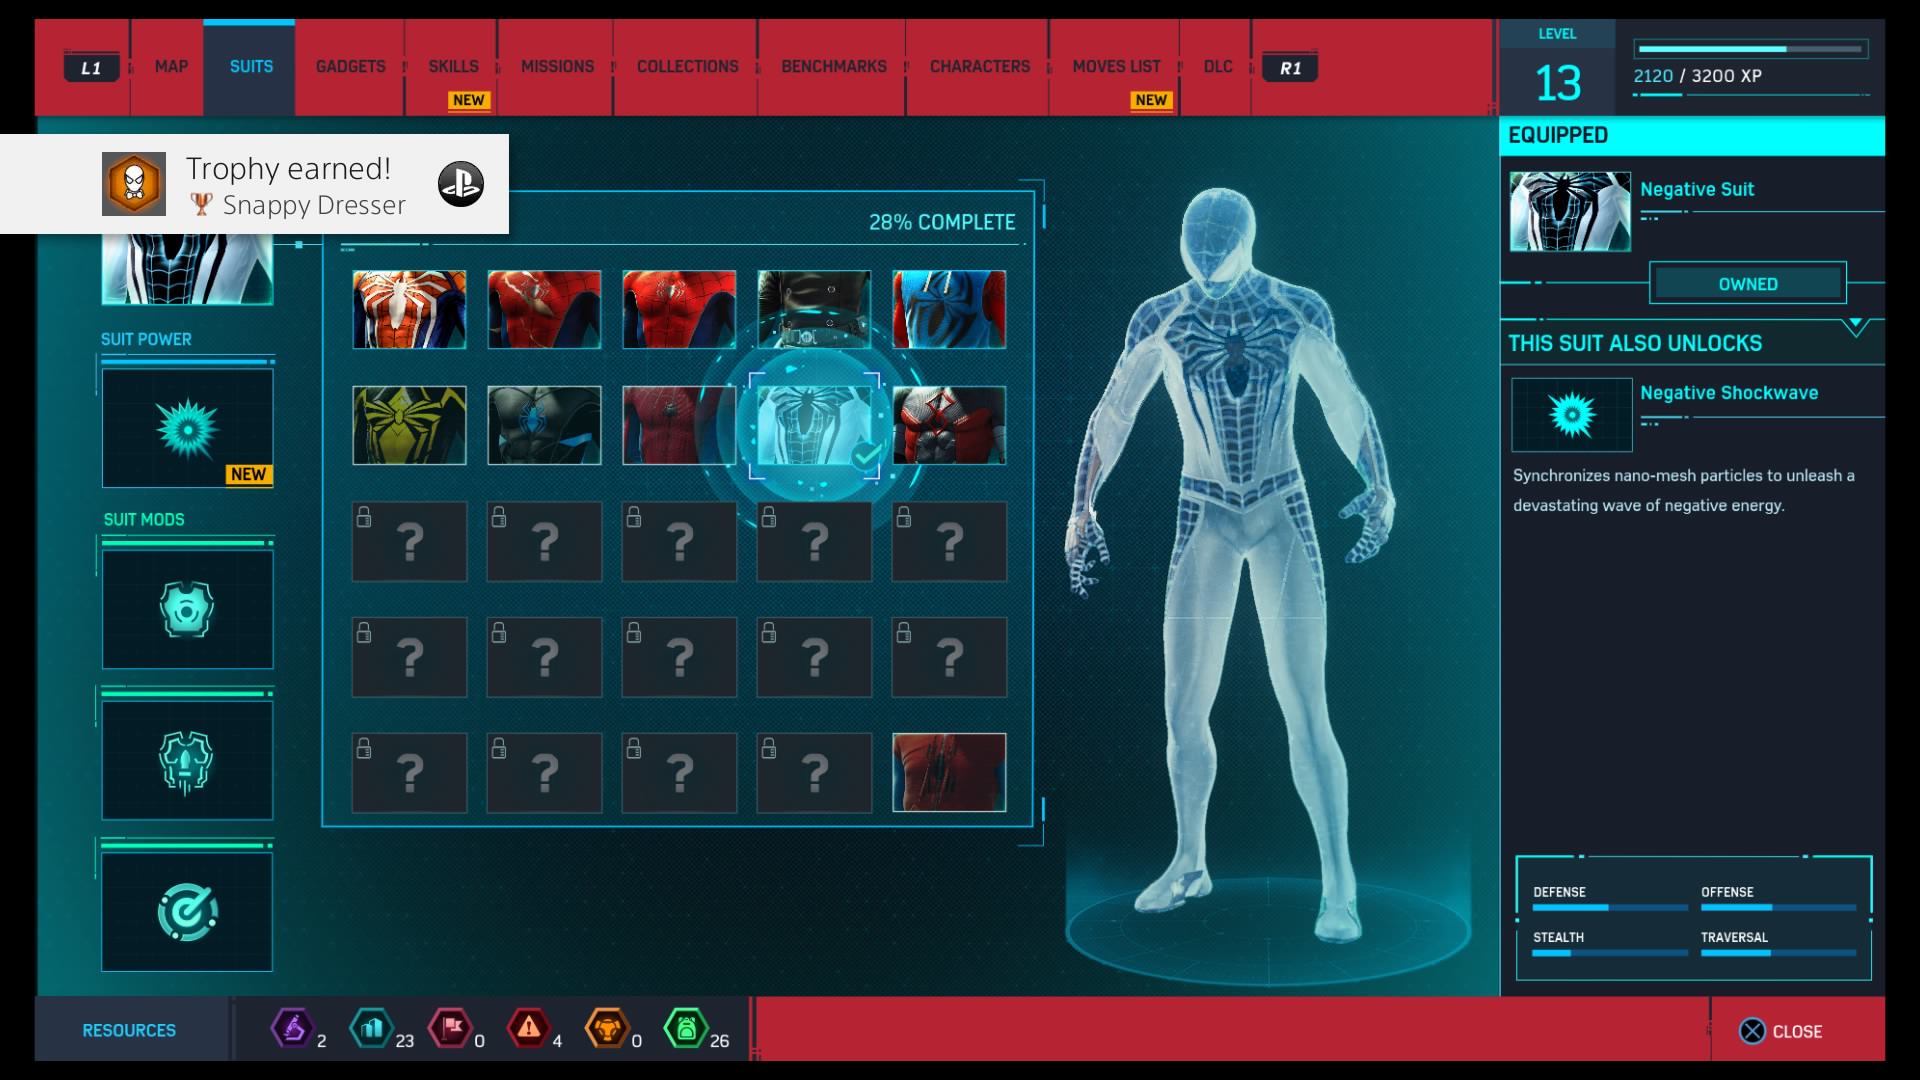 L1
MAP
SUITS
GADGETS
SKILLS
NEW
MISSIONS
COLLECTIONS
BENCHMARKS
CHARACTERS
MOVES LIST
NEW
DLC
R1
LEVEL
13
2120 / 3200 XP
Trophy earned!
Snappy Dresser
28% COMPLETE
SUIT POWER
NEW
SUIT MODS
? ? ? ? ?
? ? ? ? ?
? ? ? ?
EQUIPPED
Negative Suit
OWNED
THIS SUIT ALSO UNLOCKS
Negative Shockwave
Synchronizes nano-mesh particles to unleash a
devastating wave of negative energy.
DEFENSE
OFFENSE
STEALTH
TRAVERSAL
RESOURCES
2
23
0
4
0
26
CLOSE